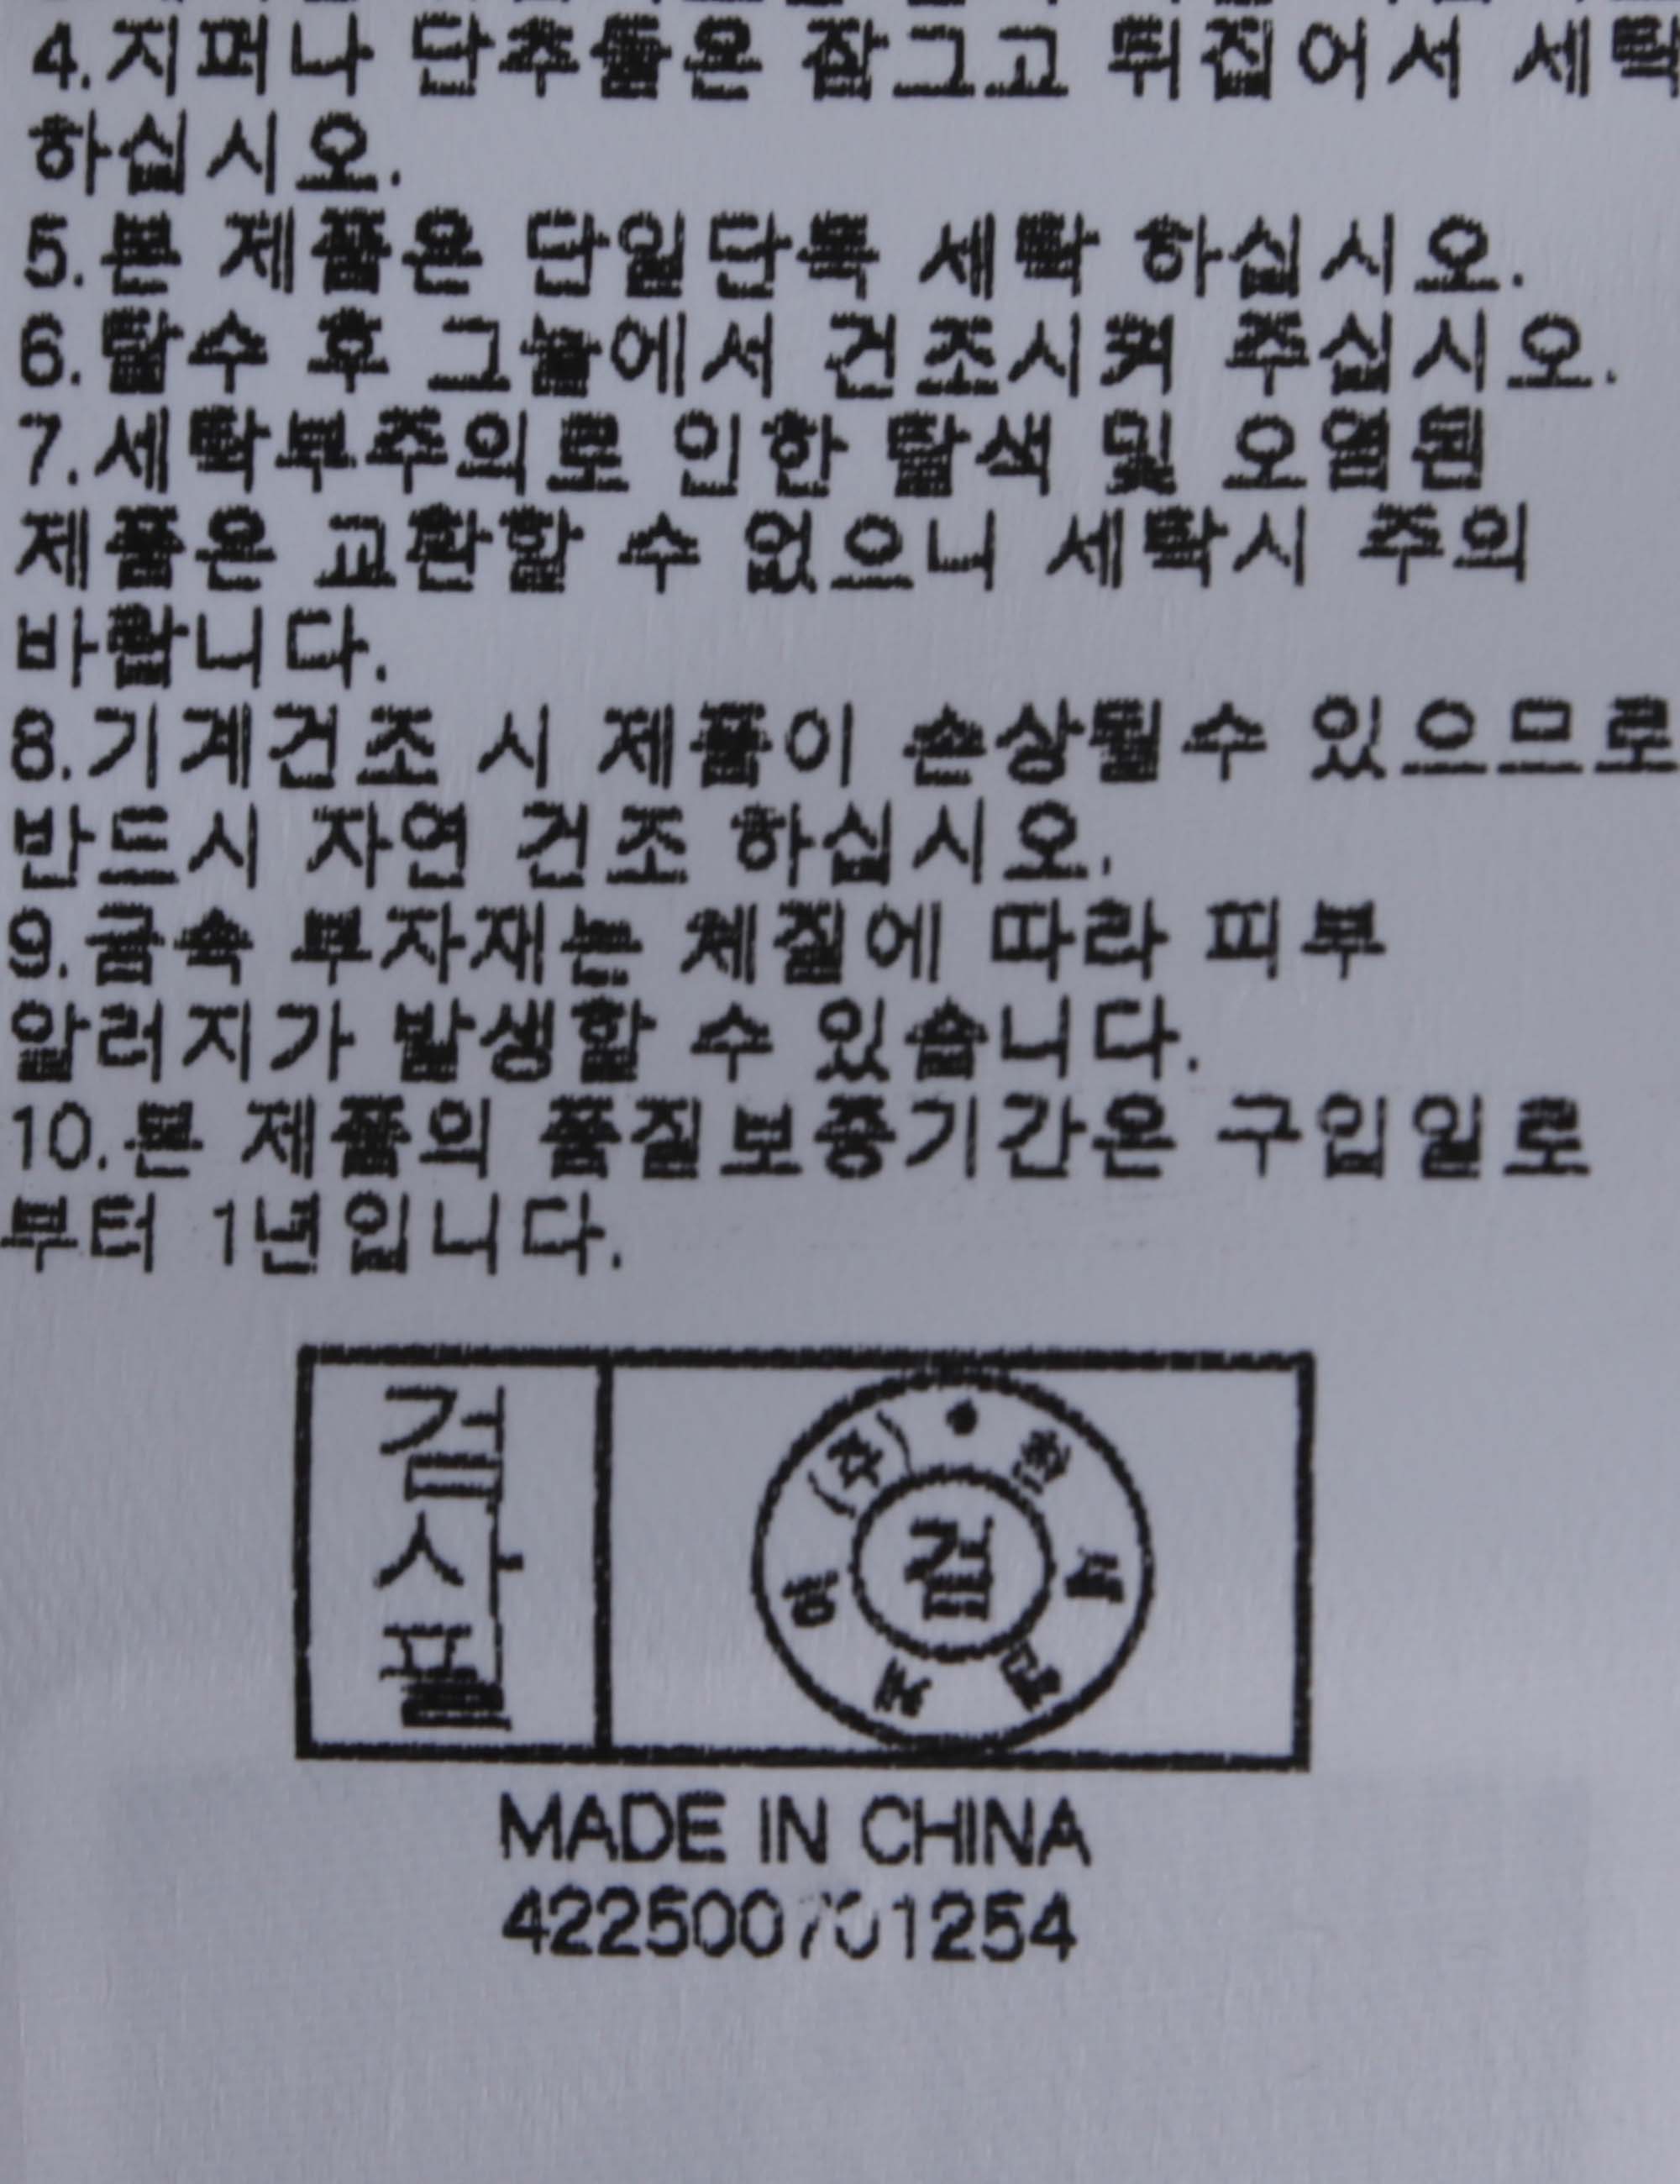 4.지퍼나 단추들은 잠그고 뒤집어서 세탁
하십시오.
5.본 제품은 단일단독 세탁 하십시오.
6.탈수 후 그늘에서 건조시켜 주십시오.
7.세탁부주의로 인한 탈색 및 오염된
제품은 교환할 수 없으니 세탁시 주의
바랍니다.
8.기계건조 시 제품이 손상될수 있으므로
반드시 자연 건조 하십시오.
9.금속 부자재는 체질에 따라 피부
알러지가 발생할 수 있습니다.
10.본 제품의 품질보증기간은 구입일로
부터 1년입니다.
검사필
(주)
검
MADE IN CHINA
422500701254